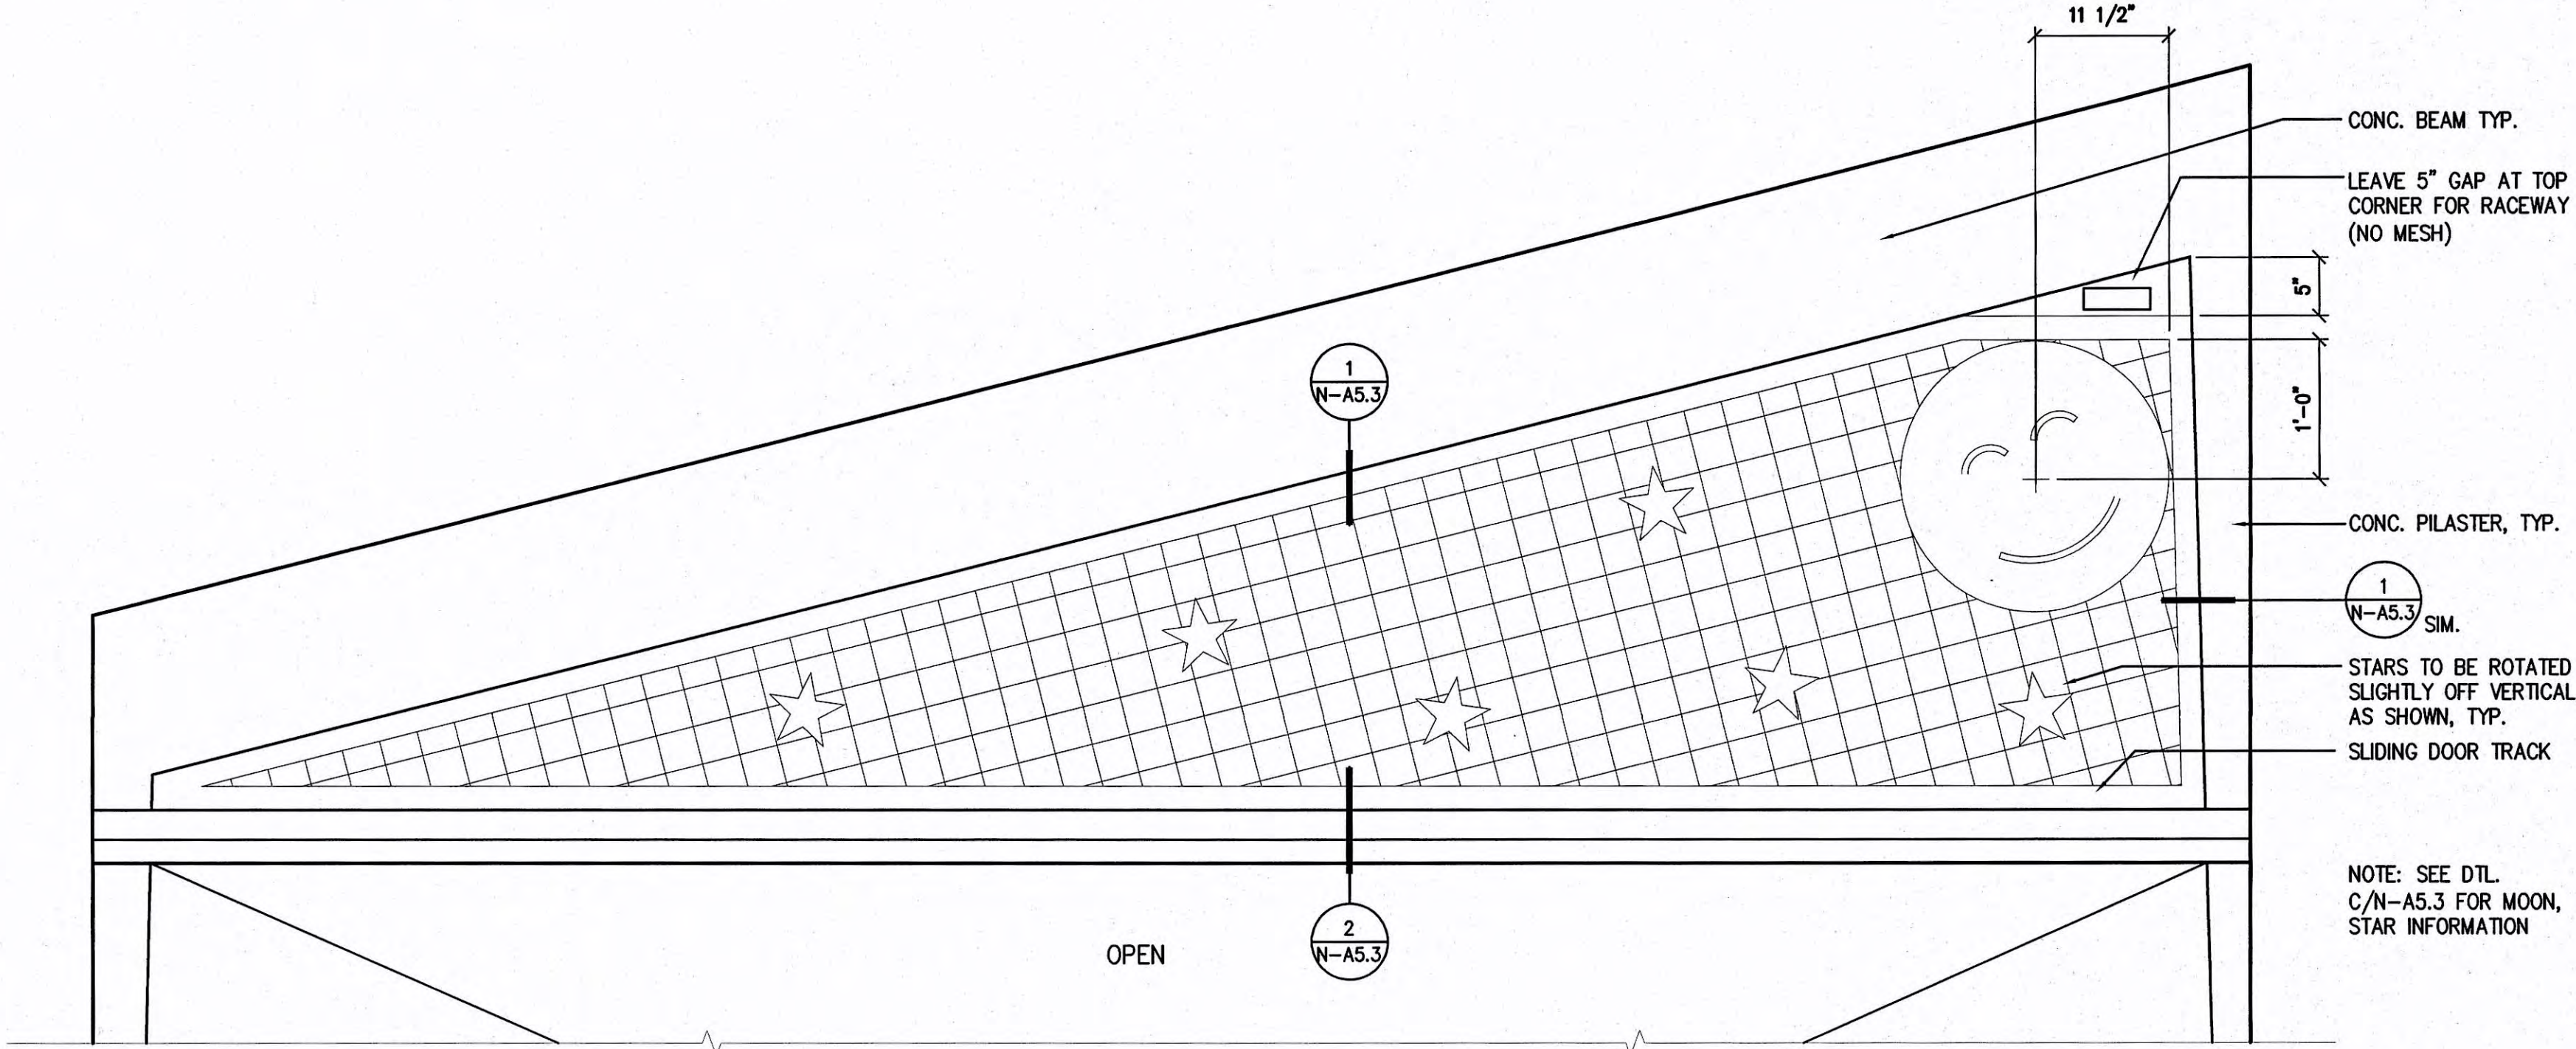 11 1/2"
CONC. BEAM TYP.
LEAVE 5" GAP AT TOP
CORNER FOR RACEWAY
(NO MESH)
5"
1
N-A5.3
1'-0"
CONC. PILASTER, TYP.
1
N-A5.3
SIM.
STARS TO BE ROTATED
SLIGHTLY OFF VERTICAL
AS SHOWN, TYP.
SLIDING DOOR TRACK
NOTE: SEE DTL.
C/N-A5.3 FOR MOON,
STAR INFORMATION
OPEN
2
N-A5.3